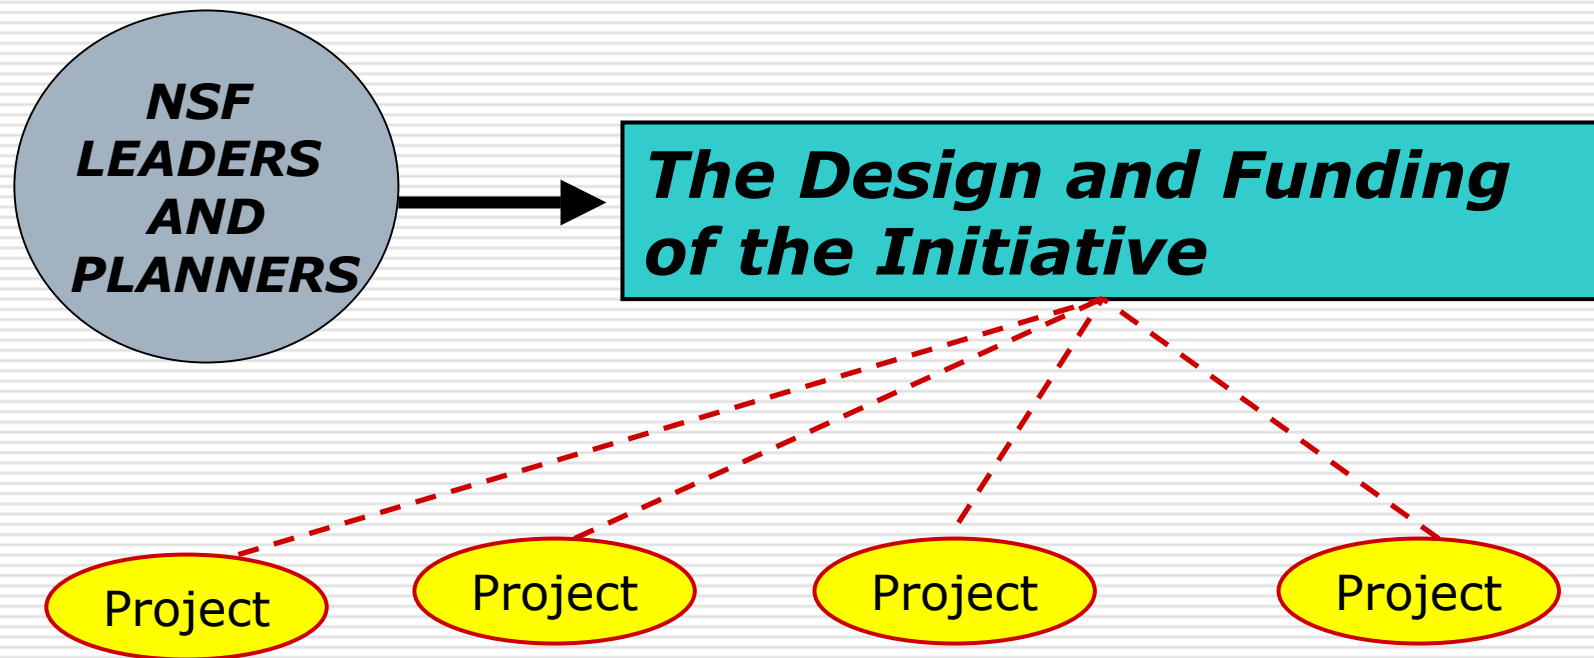 NSF
LEADERS
AND
PLANNERS
The Design and Funding
of the Initiative
Project
Project
Project
Project